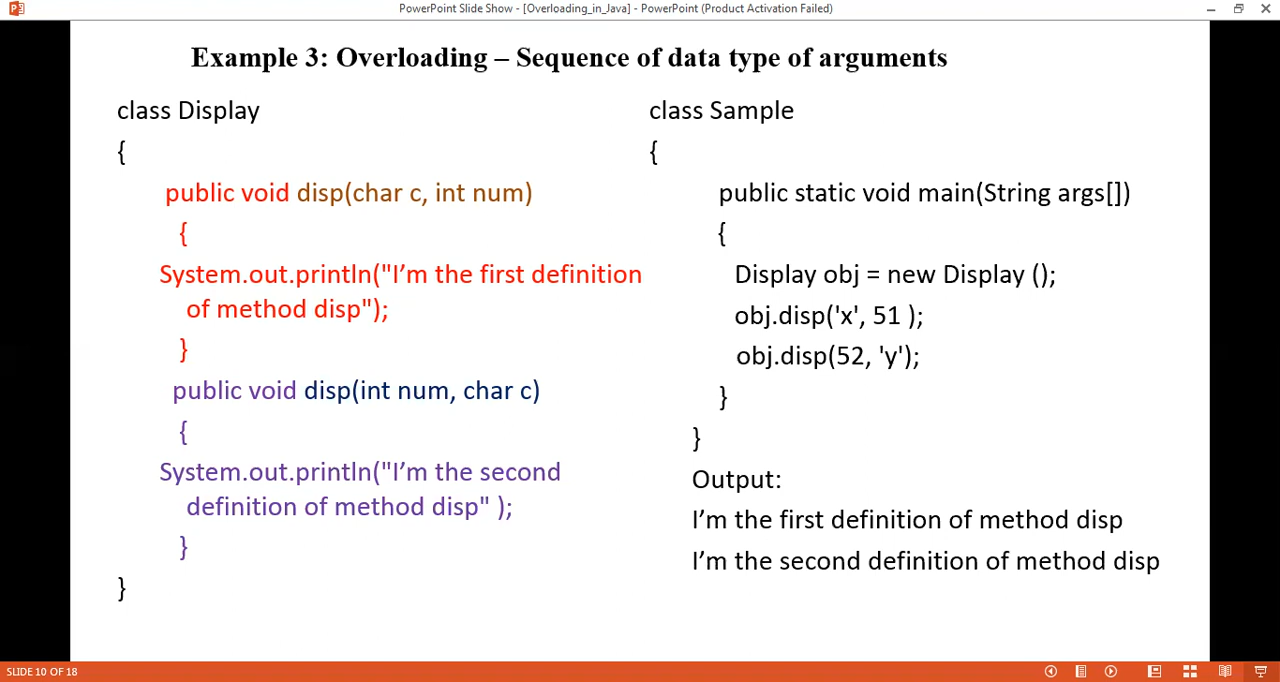 PowerPoint Slide Show - [Overloading_in_Java] - PowerPoint (Product Activation Failed)
Example 3: Overloading – Sequence of data type of arguments
class Display
{
public void disp(char c, int num)
{
System.out.println("I’m the first definition
of method disp");
}
public void disp(int num, char c)
{
System.out.println("I’m the second
definition of method disp" );
}
}
class Sample
{
public static void main(String args[])
{
Display obj = new Display ();
obj.disp('x', 51 );
obj.disp(52, 'y');
}
}
Output:
I’m the first definition of method disp
I’m the second definition of method disp
SLIDE 10 OF 18